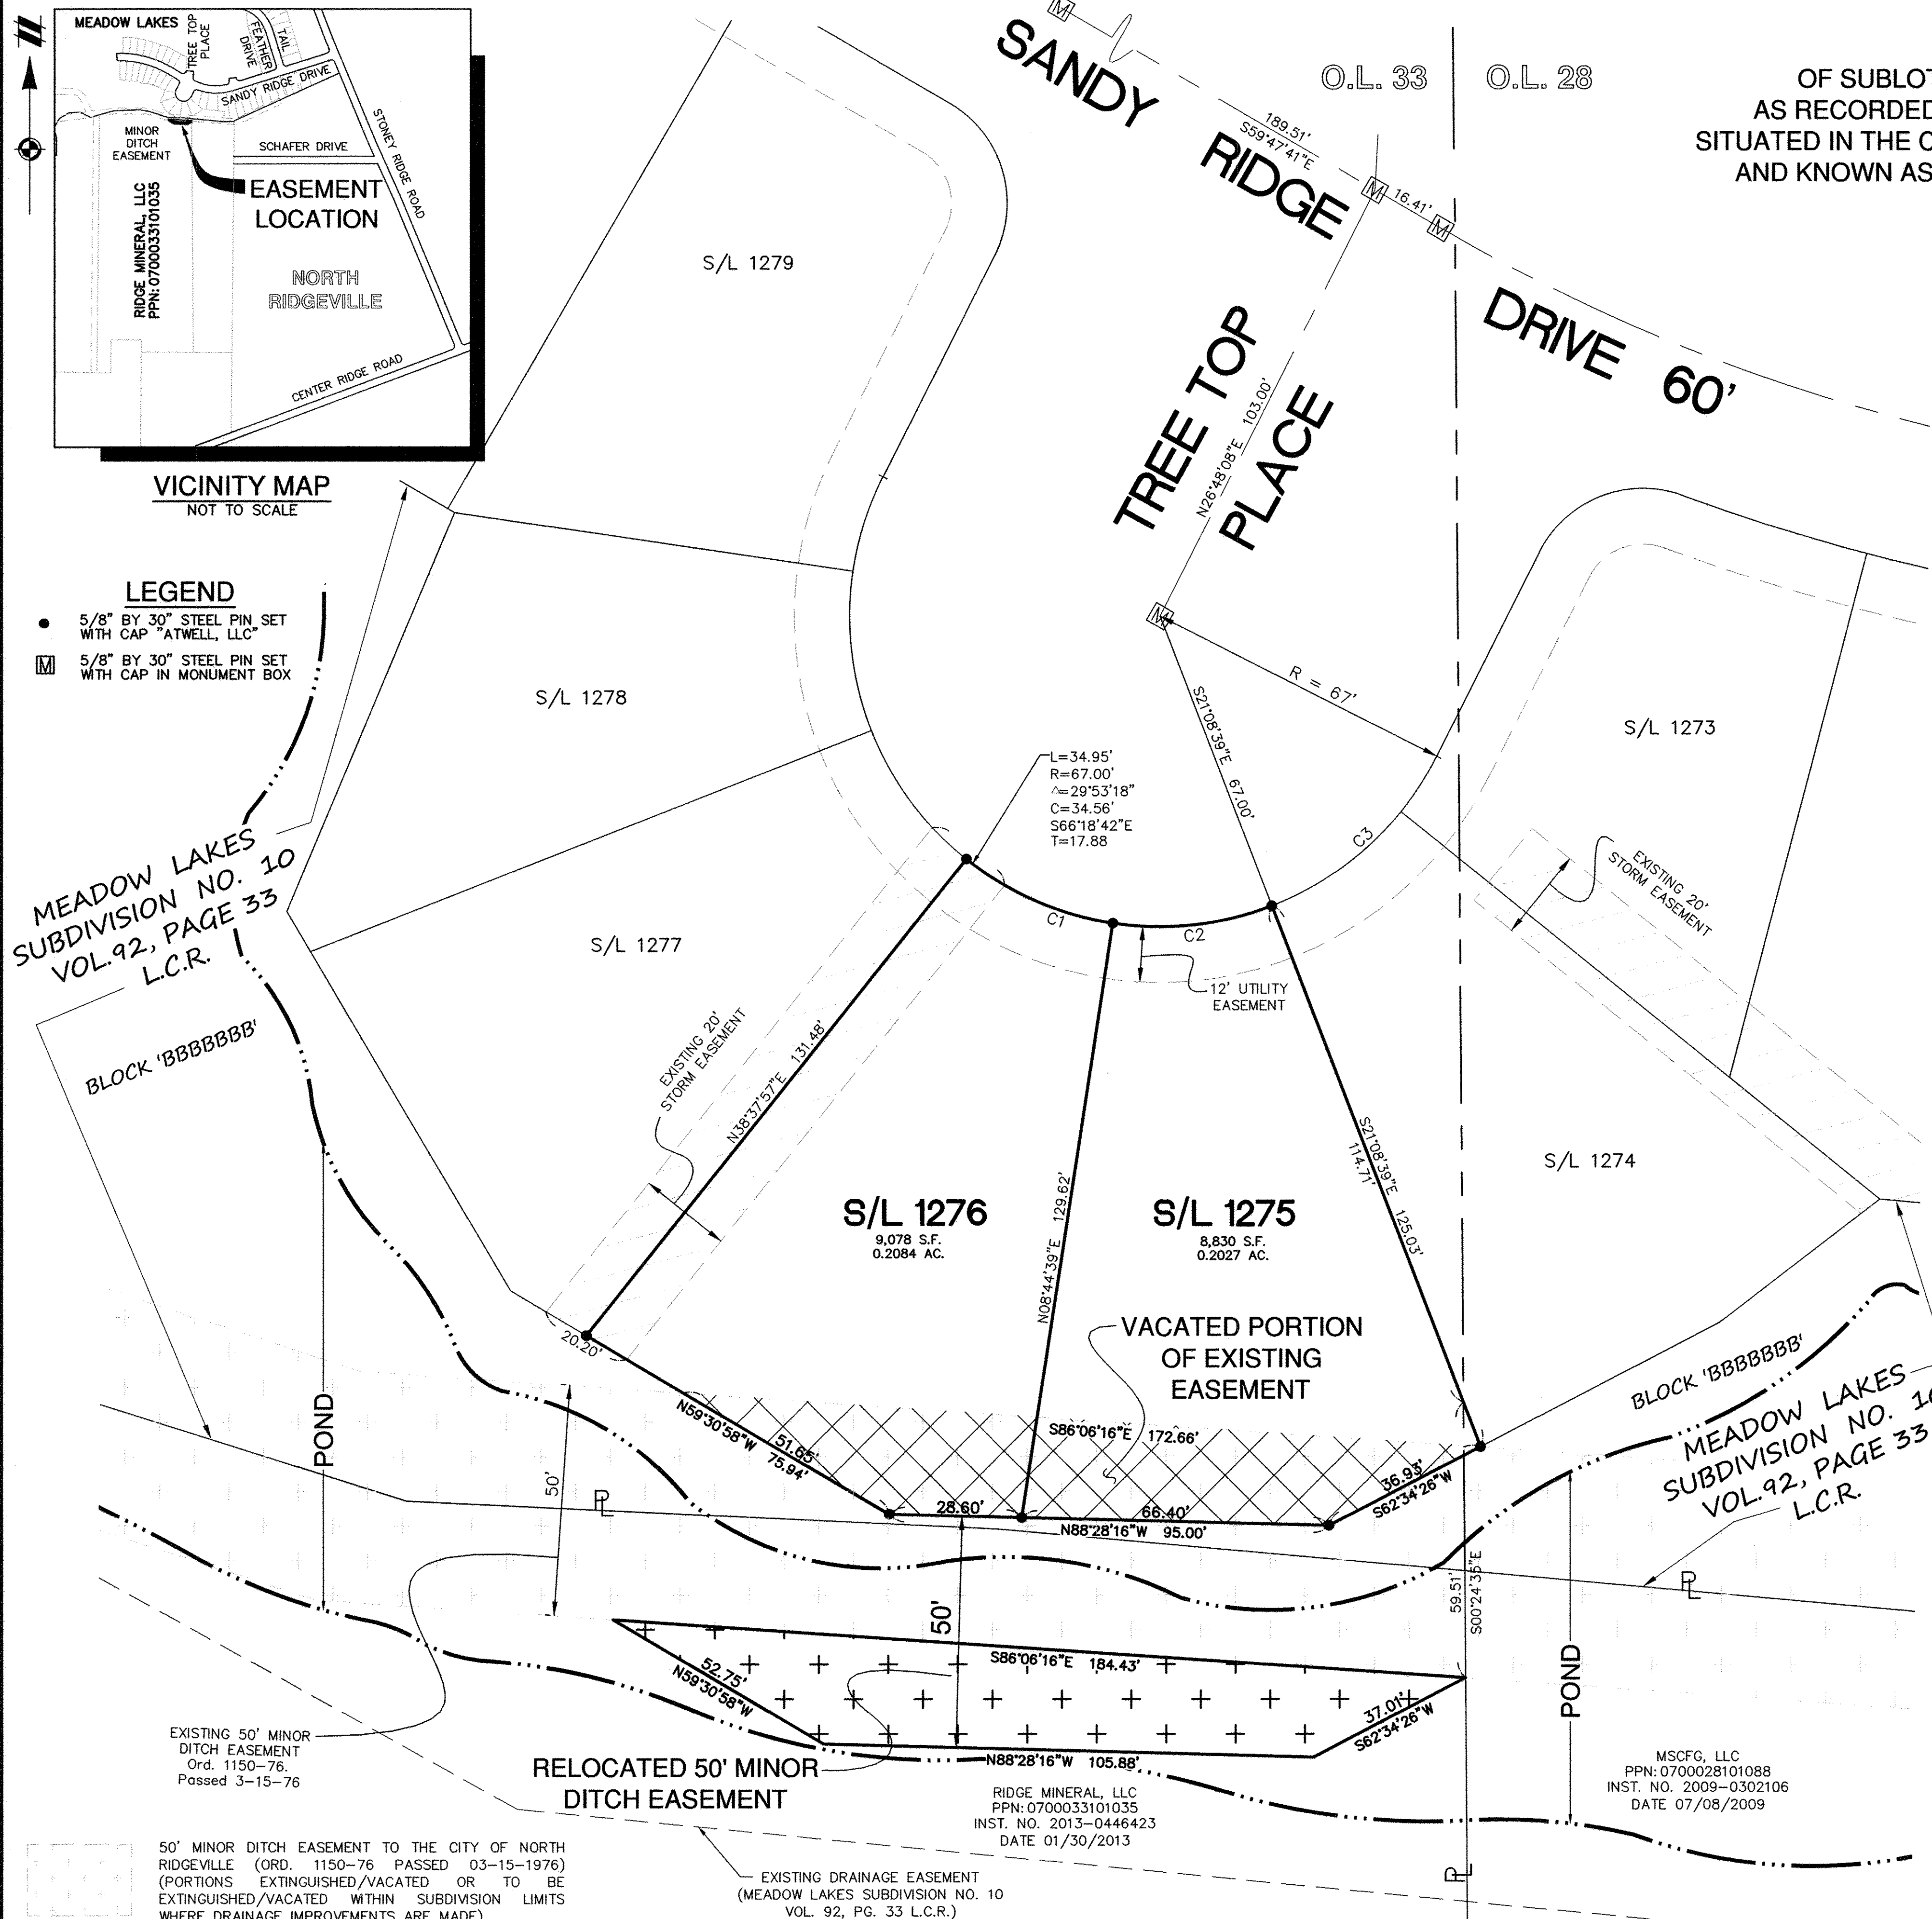 MEADOW LAKES
TREE TOP
PLACE
FEATHER
DRIVE
TAIL
SANDY RIDGE DRIVE
STONEY RIDGE ROAD
MINOR
DITCH
EASEMENT
SCHAFER DRIVE
EASEMENT
LOCATION
RIDGE MINERAL, LLC
PPN: 0700033101035
NORTH
RIDGEVILLE
CENTER RIDGE ROAD
VICINITY MAP
NOT TO SCALE
LEGEND
5/8" BY 30" STEEL PIN SET
WITH CAP "ATWELL, LLC"
M
5/8" BY 30" STEEL PIN SET
WITH CAP IN MONUMENT BOX
M
SANDY RIDGE DRIVE 60'
189.51'
S59°47'41"E
M
16.41'
M
O.L. 33
O.L. 28
OF SUBLOT
AS RECORDED
SITUATED IN THE C
AND KNOWN AS
TREE TOP
PLACE
N26°48'08"E 103.00'
M
R = 67'
S21°08'39"E 67.00'
S/L 1279
S/L 1278
S/L 1277
S/L 1273
S/L 1274
L=34.95'
R=67.00'
△=29°53'18"
C=34.56'
S66°18'42"E
T=17.88
C1
C2
C3
12' UTILITY
EASEMENT
EXISTING 20'
STORM EASEMENT
EXISTING 20'
STORM EASEMENT
MEADOW LAKES
SUBDIVISION NO. 10
VOL.92, PAGE 33
L.C.R.
BLOCK 'BBBBBBB'
N38°37'57"E 131.48'
N08°44'39"E 129.62'
S21°08'39"E 125.03'
114.71'
S/L 1276
9,078 S.F.
0.2084 AC.
S/L 1275
8,830 S.F.
0.2027 AC.
VACATED PORTION
OF EXISTING
EASEMENT
20.20'
51.65'
N59°30'58"W 75.94'
S86°06'16"E 172.66'
28.60'
66.40'
N88°28'16"W 95.00'
36.93'
S62°34'26"W
BLOCK 'BBBBBBB'
MEADOW LAKES
SUBDIVISION NO. 1
VOL.92, PAGE 33
L.C.R.
POND
50'
PL
50'
59.51'
S00°24'35"E
PL
POND
S86°06'16"E 184.43'
52.75'
N59°30'58"W
37.01'
S62°34'26"W
N88°28'16"W 105.88'
EXISTING 50' MINOR
DITCH EASEMENT
Ord. 1150-76.
Passed 3-15-76
RELOCATED 50' MINOR
DITCH EASEMENT
RIDGE MINERAL, LLC
PPN: 0700033101035
INST. NO. 2013-0446423
DATE 01/30/2013
MSCFG, LLC
PPN: 0700028101088
INST. NO. 2009-0302106
DATE 07/08/2009
PL
EXISTING DRAINAGE EASEMENT
(MEADOW LAKES SUBDIVISION NO. 10
VOL. 92, PG. 33 L.C.R.)
50' MINOR DITCH EASEMENT TO THE CITY OF NORTH
RIDGEVILLE (ORD. 1150-76 PASSED 03-15-1976)
(PORTIONS EXTINGUISHED/VACATED OR TO BE
EXTINGUISHED/VACATED WITHIN SUBDIVISION LIMITS
WHERE DRAINAGE IMPROVEMENTS ARE MADE)